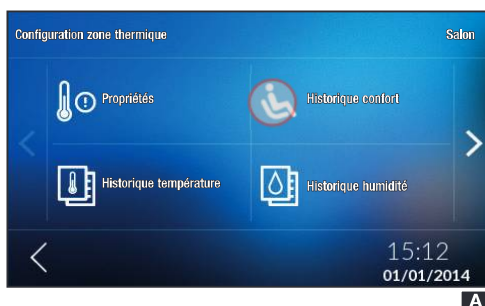 Configuration zone thermique
Salon
Propriétés
Historique confort
Historique température
Historique humidité
15:12
01/01/2014
A